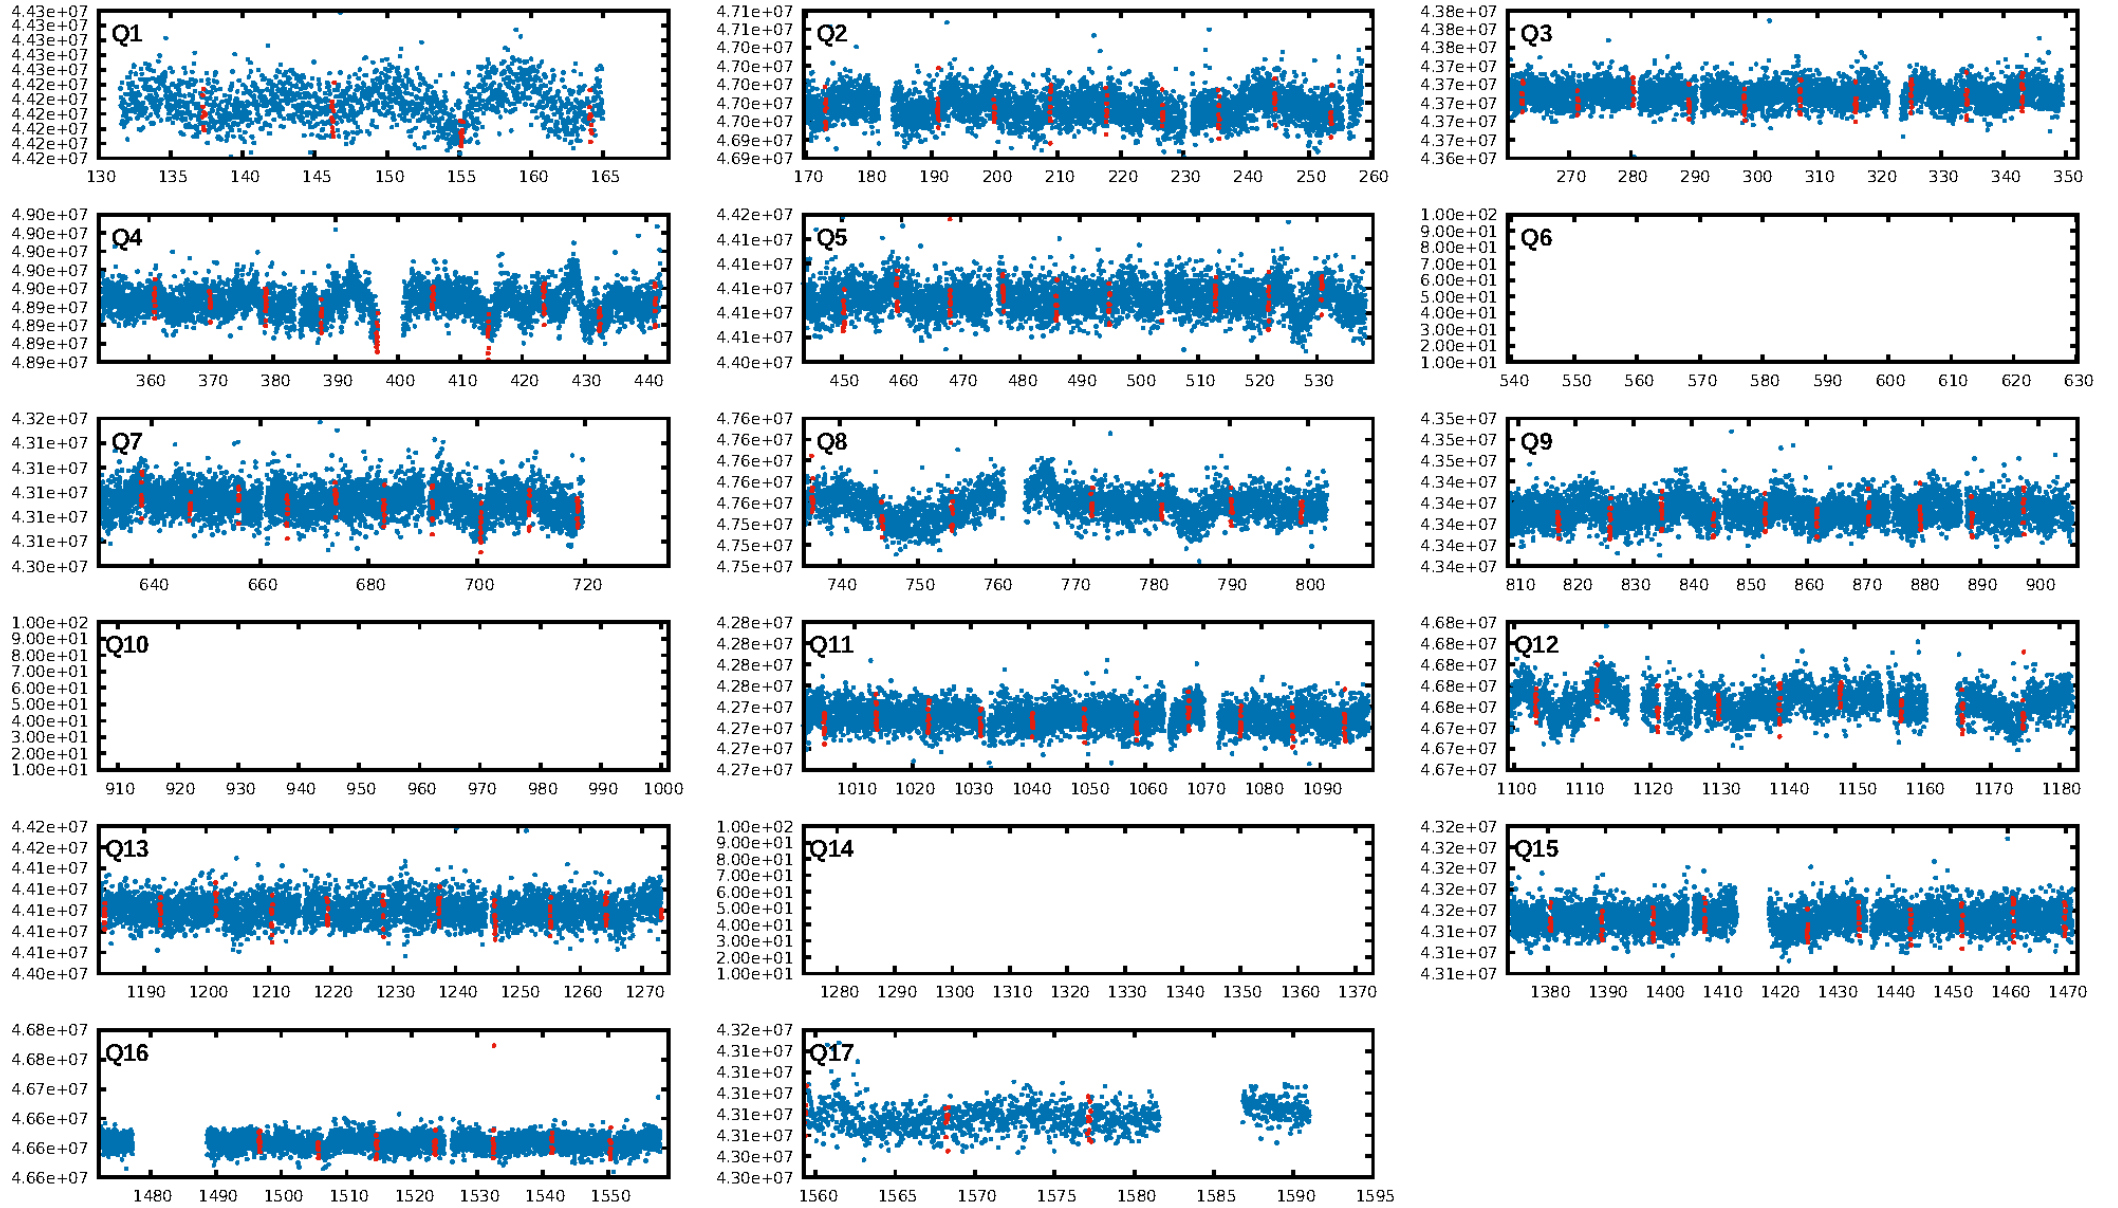 Q1
4.43e+07
4.43e+07
4.43e+07
4.43e+07
4.43e+07
4.42e+07
4.42e+07
4.42e+07
4.42e+07
4.42e+07
4.42e+07
130 135 140 145 150 155 160 165
Q2
4.71e+07
4.71e+07
4.70e+07
4.70e+07
4.70e+07
4.70e+07
4.70e+07
4.69e+07
4.69e+07
170 180 190 200 210 220 230 240 250 260
Q3
4.38e+07
4.38e+07
4.38e+07
4.37e+07
4.37e+07
4.37e+07
4.37e+07
4.37e+07
4.36e+07
270 280 290 300 310 320 330 340 350
Q4
4.90e+07
4.90e+07
4.90e+07
4.90e+07
4.90e+07
4.89e+07
4.89e+07
4.89e+07
4.89e+07
360 370 380 390 400 410 420 430 440
Q5
4.42e+07
4.41e+07
4.41e+07
4.41e+07
4.41e+07
4.41e+07
4.40e+07
450 460 470 480 490 500 510 520 530
Q6
1.00e+02
9.00e+01
8.00e+01
7.00e+01
6.00e+01
5.00e+01
4.00e+01
3.00e+01
2.00e+01
1.00e+01
540 550 560 570 580 590 600 610 620 630
Q7
4.32e+07
4.31e+07
4.31e+07
4.31e+07
4.31e+07
4.31e+07
4.30e+07
640 660 680 700 720
Q8
4.76e+07
4.76e+07
4.76e+07
4.76e+07
4.76e+07
4.75e+07
4.75e+07
4.75e+07
740 750 760 770 780 790 800
Q9
4.35e+07
4.35e+07
4.35e+07
4.34e+07
4.34e+07
4.34e+07
4.34e+07
4.34e+07
810 820 830 840 850 860 870 880 890 900
Q10
1.00e+02
9.00e+01
8.00e+01
7.00e+01
6.00e+01
5.00e+01
4.00e+01
3.00e+01
2.00e+01
1.00e+01
910 920 930 940 950 960 970 980 990 1000
Q11
4.28e+07
4.28e+07
4.28e+07
4.28e+07
4.27e+07
4.27e+07
4.27e+07
4.27e+07
1010 1020 1030 1040 1050 1060 1070 1080 1090
Q12
4.68e+07
4.68e+07
4.68e+07
4.68e+07
4.68e+07
4.67e+07
4.67e+07
4.67e+07
1100 1110 1120 1130 1140 1150 1160 1170 1180
Q13
4.42e+07
4.42e+07
4.41e+07
4.41e+07
4.41e+07
4.41e+07
4.41e+07
4.40e+07
1190 1200 1210 1220 1230 1240 1250 1260 1270
Q14
1.00e+02
9.00e+01
8.00e+01
7.00e+01
6.00e+01
5.00e+01
4.00e+01
3.00e+01
2.00e+01
1.00e+01
1280 1290 1300 1310 1320 1330 1340 1350 1360 1370
Q15
4.32e+07
4.32e+07
4.32e+07
4.32e+07
4.32e+07
4.31e+07
4.31e+07
4.31e+07
1380 1390 1400 1410 1420 1430 1440 1450 1460 1470
Q16
4.68e+07
4.68e+07
4.67e+07
4.66e+07
4.66e+07
4.66e+07
1480 1490 1500 1510 1520 1530 1540 1550
Q17
4.32e+07
4.31e+07
4.31e+07
4.31e+07
4.31e+07
4.31e+07
4.30e+07
4.30e+07
1560 1565 1570 1575 1580 1585 1590 1595